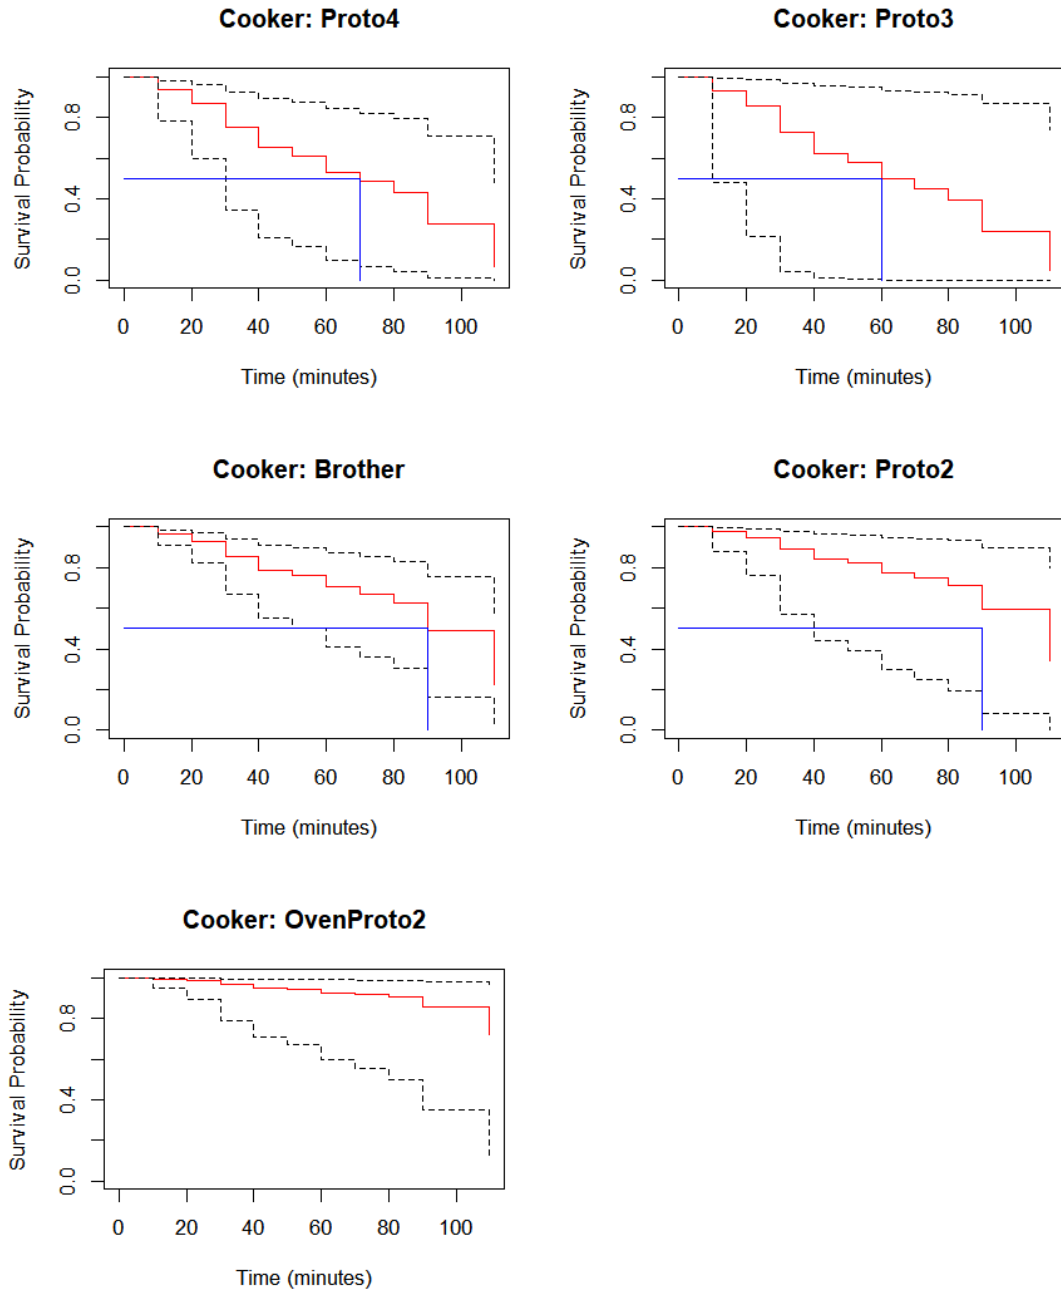 Cooker: Proto4
Survival Probability
0.0 0.4 0.8
0 20 40 60 80 100
Time (minutes)
Cooker: Proto3
Survival Probability
0.0 0.4 0.8
0 20 40 60 80 100
Time (minutes)
Cooker: Brother
Survival Probability
0.0 0.4 0.8
0 20 40 60 80 100
Time (minutes)
Cooker: Proto2
Survival Probability
0.0 0.4 0.8
0 20 40 60 80 100
Time (minutes)
Cooker: OvenProto2
Survival Probability
0.0 0.4 0.8
0 20 40 60 80 100
Time (minutes)